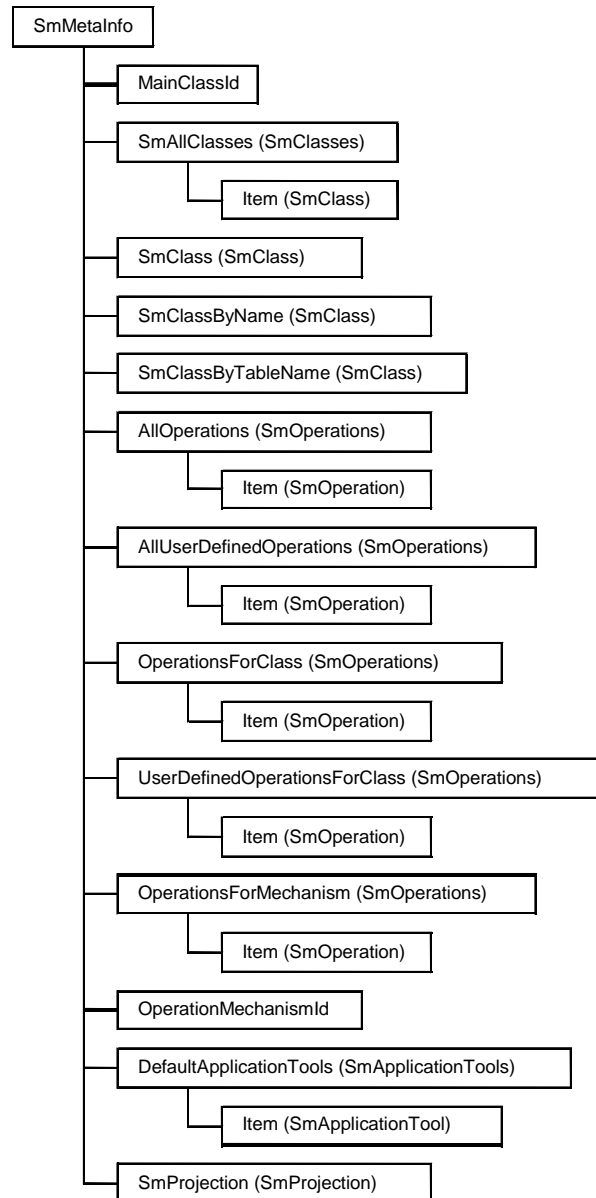 SmMetaInfo
MainClassId
SmAllClasses (SmClasses)
Item (SmClass)
SmClass (SmClass)
SmClassByName (SmClass)
SmClassByTableName (SmClass)
AllOperations (SmOperations)
Item (SmOperation)
AllUserDefinedOperations (SmOperations)
Item (SmOperation)
OperationsForClass (SmOperations)
Item (SmOperation)
UserDefinedOperationsForClass (SmOperations)
Item (SmOperation)
OperationsForMechanism (SmOperations)
Item (SmOperation)
OperationMechanismId
DefaultApplicationTools (SmApplicationTools)
Item (SmApplicationTool)
SmProjection (SmProjection)